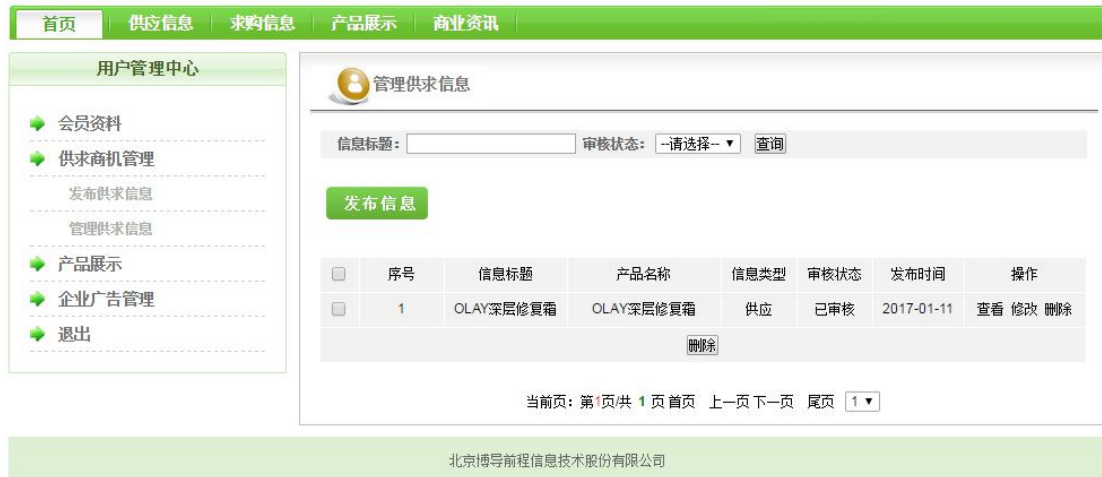 首页 供应信息 求购信息 产品展示 商业资讯
用户管理中心
会员资料
供求商机管理
发布供求信息
管理供求信息
产品展示
企业广告管理
退出
管理供求信息
信息标题: 审核状态: --请选择-- 查询
发布信息
序号 信息标题 产品名称 信息类型 审核状态 发布时间 操作
1 OLAY深层修复霜 OLAY深层修复霜 供应 已审核 2017-01-11 查看 修改 删除
删除
当前页: 第1页/共 1 页 首页 上一页 下一页 尾页 1
北京博导前程信息技术股份有限公司